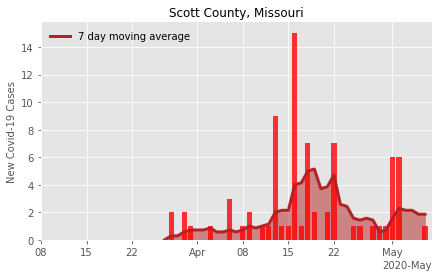 Scott County, Missouri
7 day moving average
New Covid-19 Cases
14
12
10
8
6
4
2
0
08 15 22 Apr 08 15 22 May
2020-May